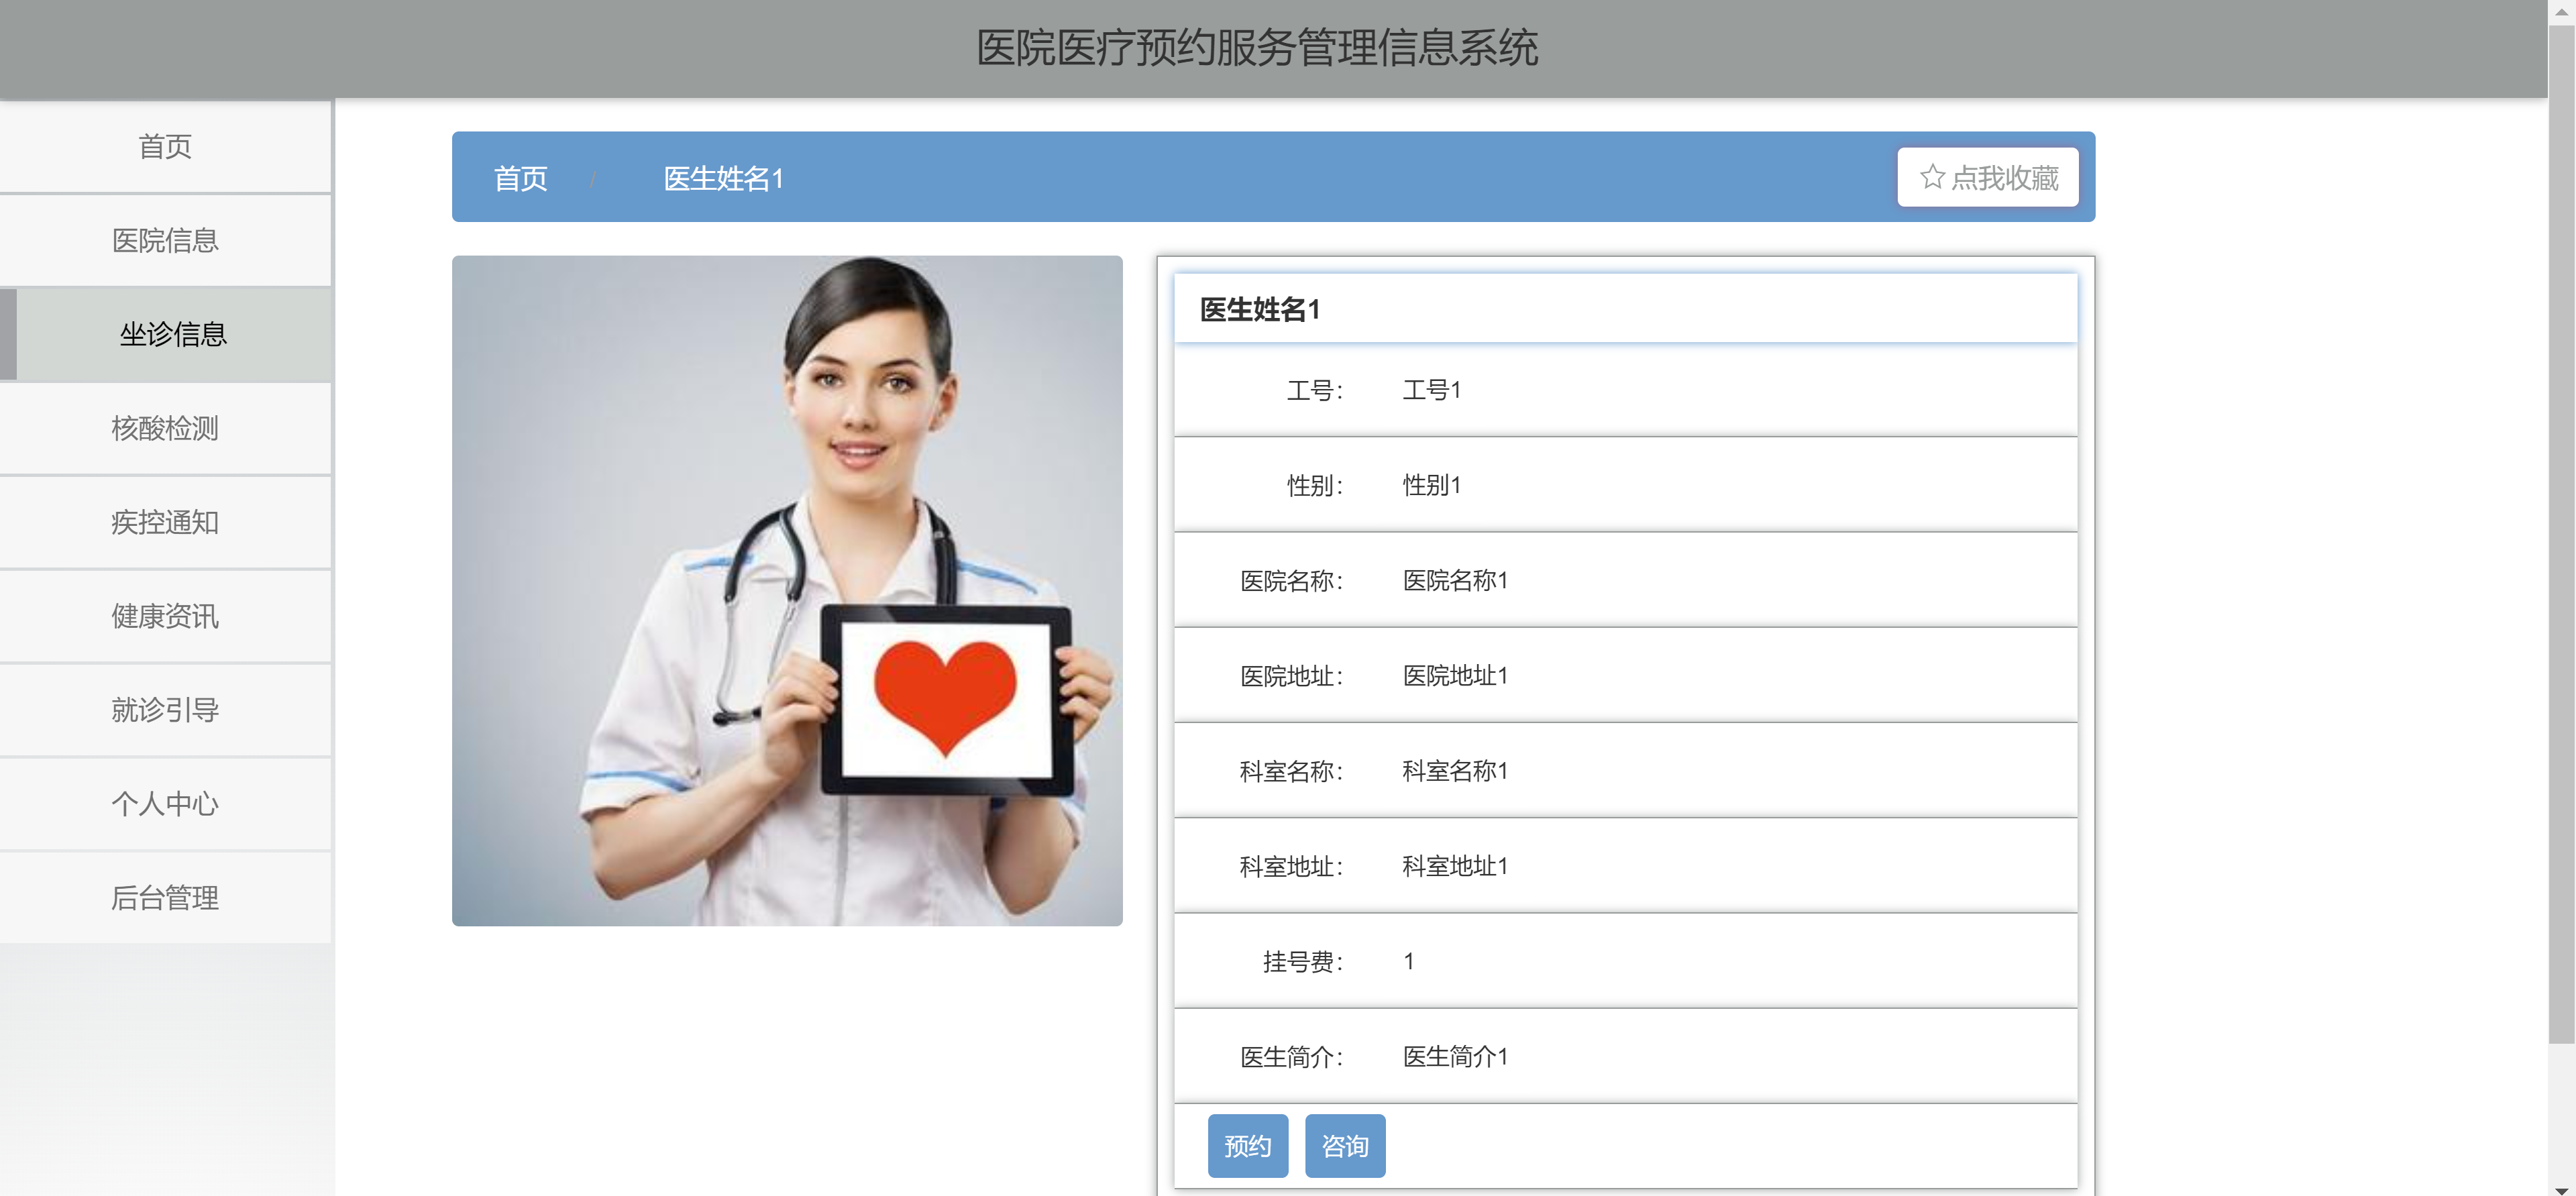 医院医疗预约服务管理信息系统
首页
医院信息
坐诊信息
核酸检测
疾控通知
健康资讯
就诊引导
个人中心
后台管理
首页 / 医生姓名1
点我收藏
医生姓名1
工号: 工号1
性别: 性别1
医院名称: 医院名称1
医院地址: 医院地址1
科室名称: 科室名称1
科室地址: 科室地址1
挂号费: 1
医生简介: 医生简介1
预约 咨询